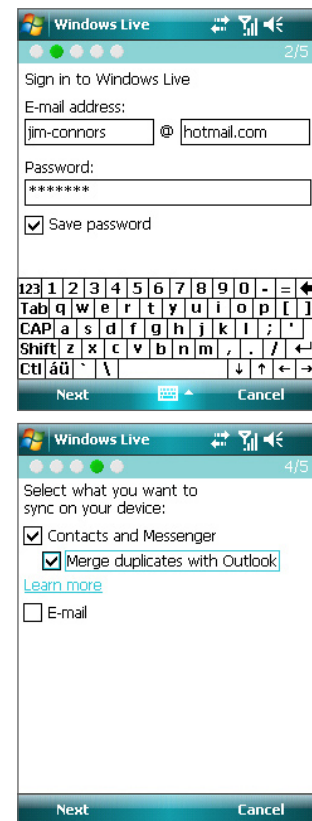 Windows Live
2/5
Sign in to Windows Live
E-mail address:
jim-connors @ hotmail.com
Password:
*******
Save password
123 1 2 3 4 5 6 7 8 9 0 - =
Tab q w e r t y u i o p [ ]
CAP a s d f g h j k l ; '
Shift z x c v b n m , . /
Ctl áü ` \ ↓ ↑ ← →
Next Cancel
Windows Live
4/5
Select what you want to
sync on your device:
Contacts and Messenger
Merge duplicates with Outlook
Learn more
E-mail
Next Cancel